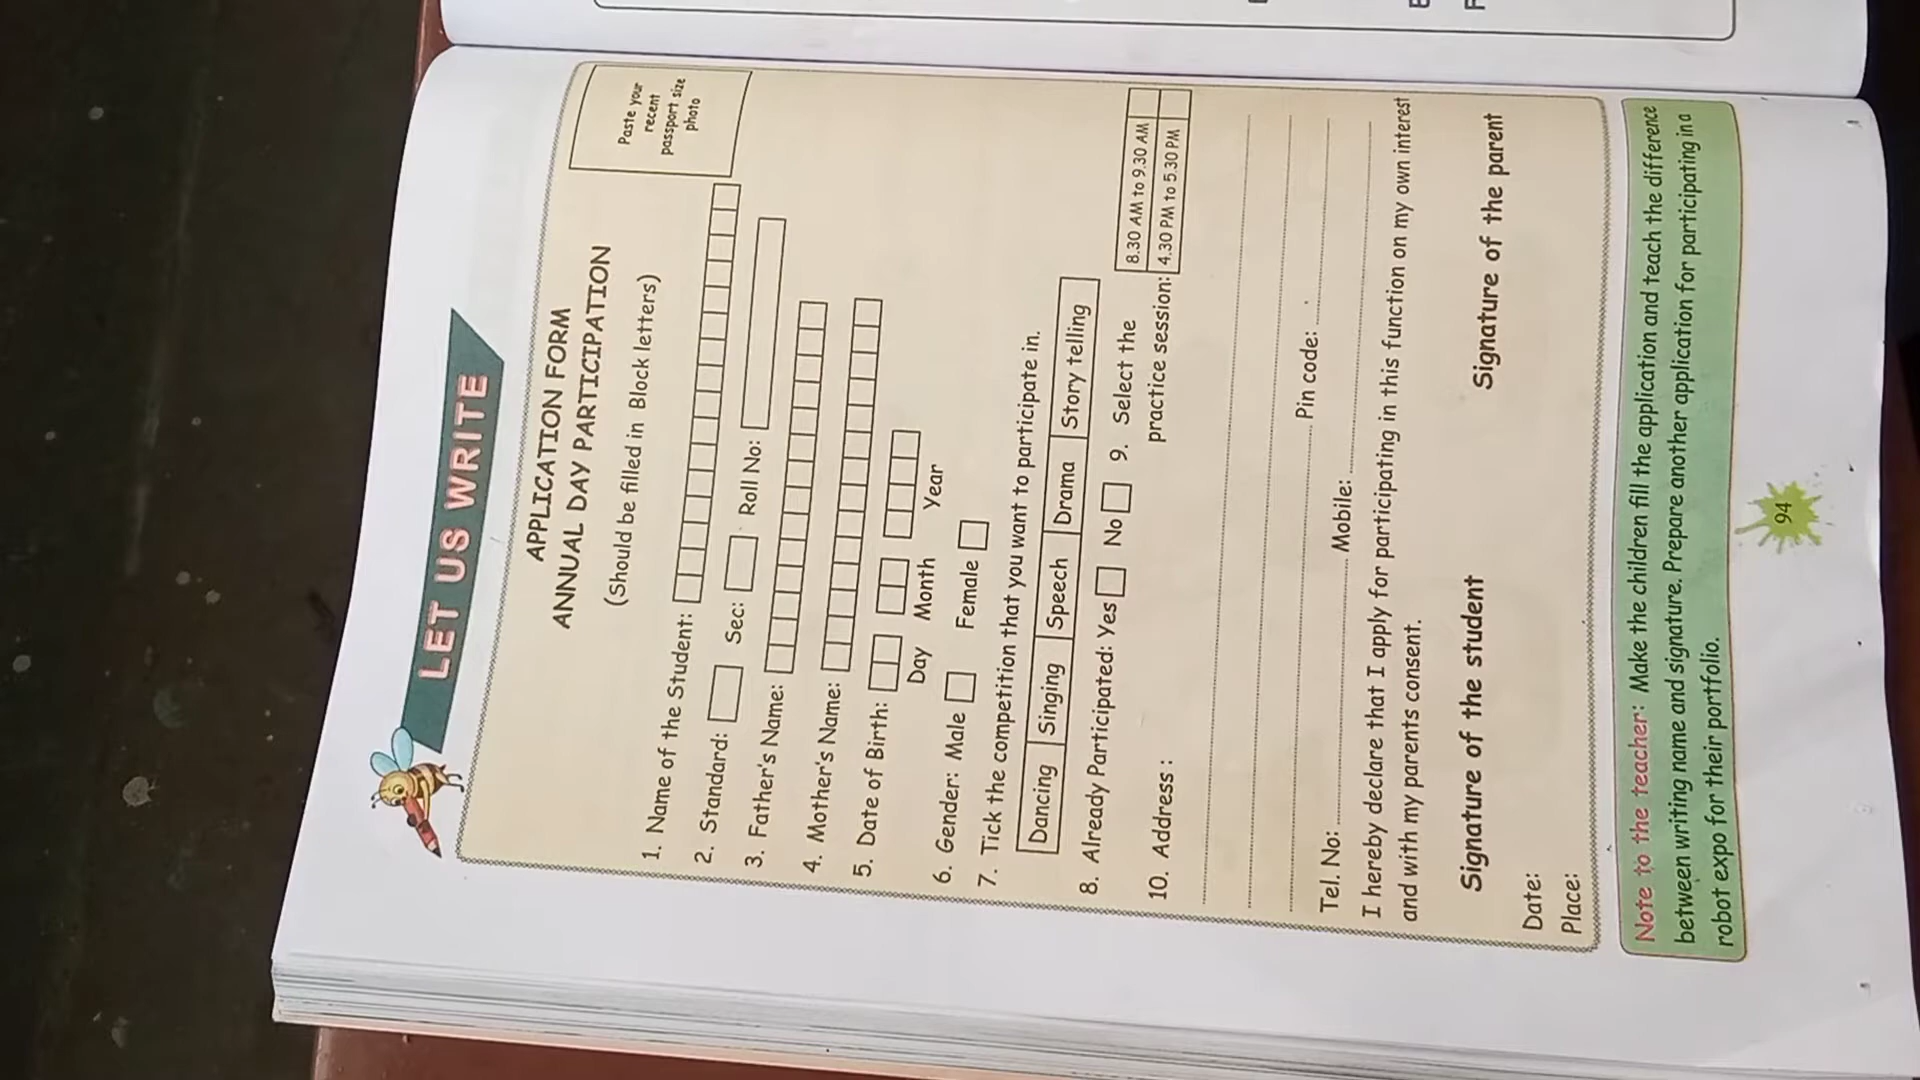 LET US WRITE
APPLICATION FORM
ANNUAL DAY PARTICIPATION
(Should be filled in Block letters)
Paste your
recent
passport size
photo
1. Name of the Student:
2. Standard: Sec: Roll No:
3. Father's Name:
4. Mother's Name:
5. Date of Birth:
Day Month Year
6. Gender: Male Female
7. Tick the competition that you want to participate in.
Dancing Singing Speech Drama Story telling
8. Already Participated: Yes No 9. Select the
practice session:
8.30 AM to 9.30 AM
4.30 PM to 5.30 PM
10. Address :
Pin code:
Tel. No: Mobile:
I hereby declare that I apply for participating in this function on my own interest
and with my parents consent.
Signature of the student Signature of the parent
Date:
Place:
Note to the teacher: Make the children fill the application and teach the difference
between writing name and signature. Prepare another application for participating in a
robot expo for their portfolio.
94